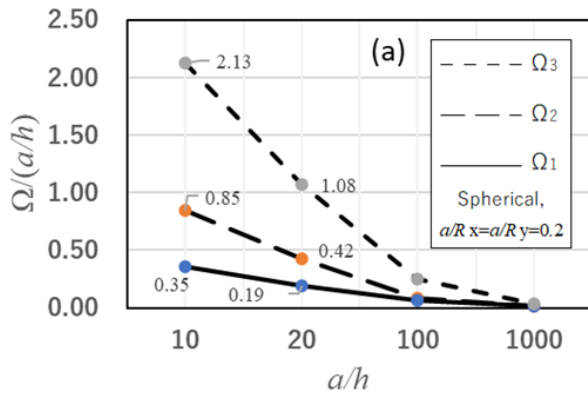 2.50
(a)
Ω3
2.13
2.00
Ω2
1.50
Ω1
1.08
Ω/(a/h)
1.00
0.85
Spherical,
a/R x=a/R y=0.2
0.50
0.42
0.35
0.19
0.00
10
20
100
1000
a/h